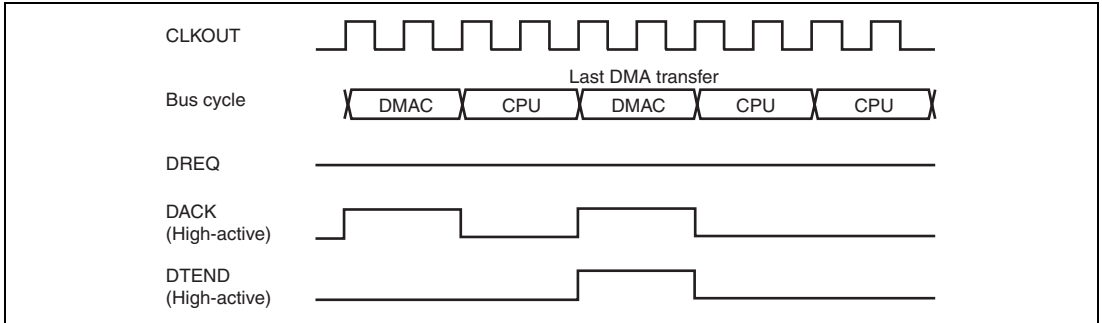 CLKOUT
Last DMA transfer
Bus cycle DMAC CPU DMAC CPU CPU
DREQ
DACK
(High-active)
DTEND
(High-active)